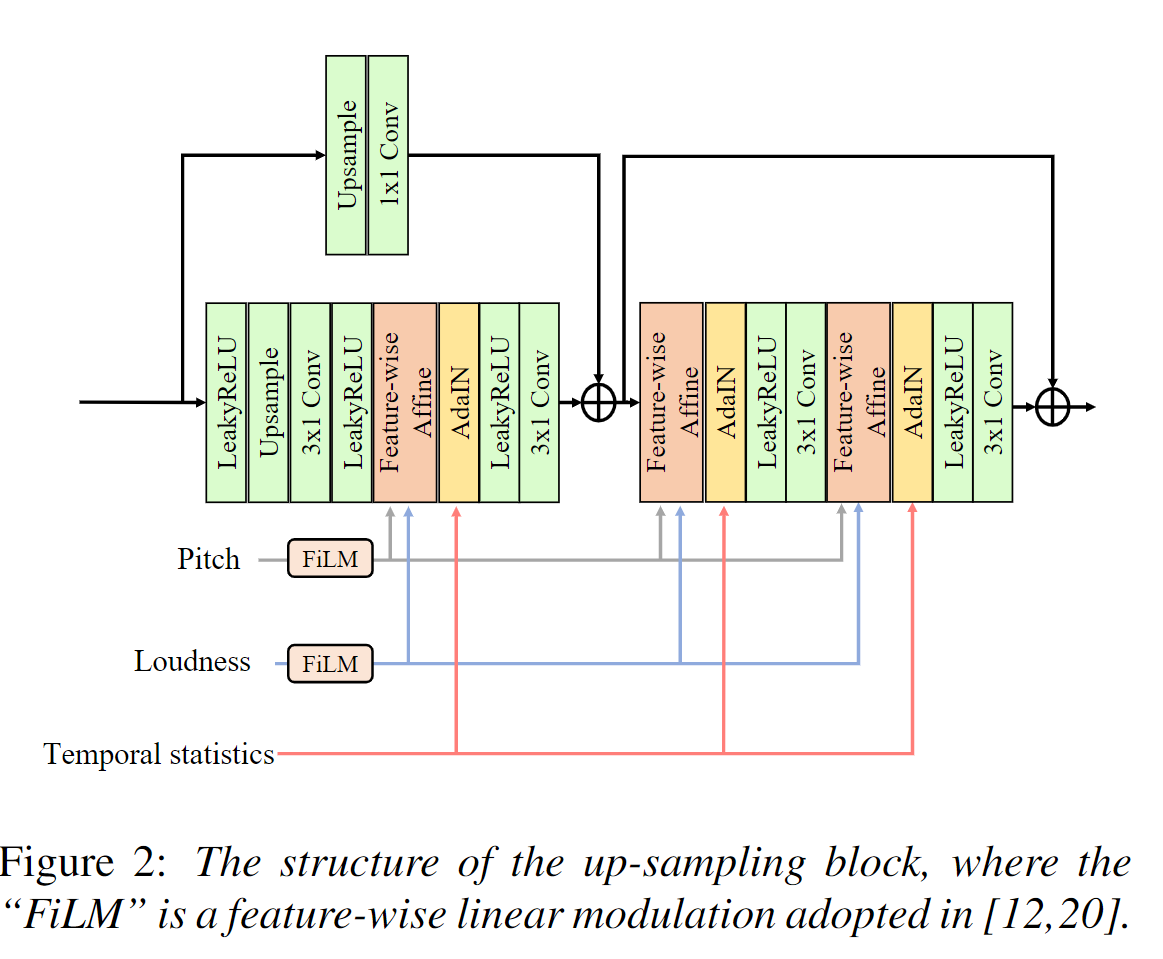 Upsample
1x1 Conv
LeakyReLU
Upsample
3x1 Conv
LeakyReLU
Feature-wise
Affine
AdaIN
LeakyReLU
3x1 Conv
Feature-wise
Affine
AdaIN
LeakyReLU
3x1 Conv
Feature-wise
Affine
AdaIN
LeakyReLU
3x1 Conv
Pitch
FiLM
Loudness
FiLM
Temporal statistics
Figure 2: The structure of the up-sampling block, where the
“FiLM” is a feature-wise linear modulation adopted in [12,20].